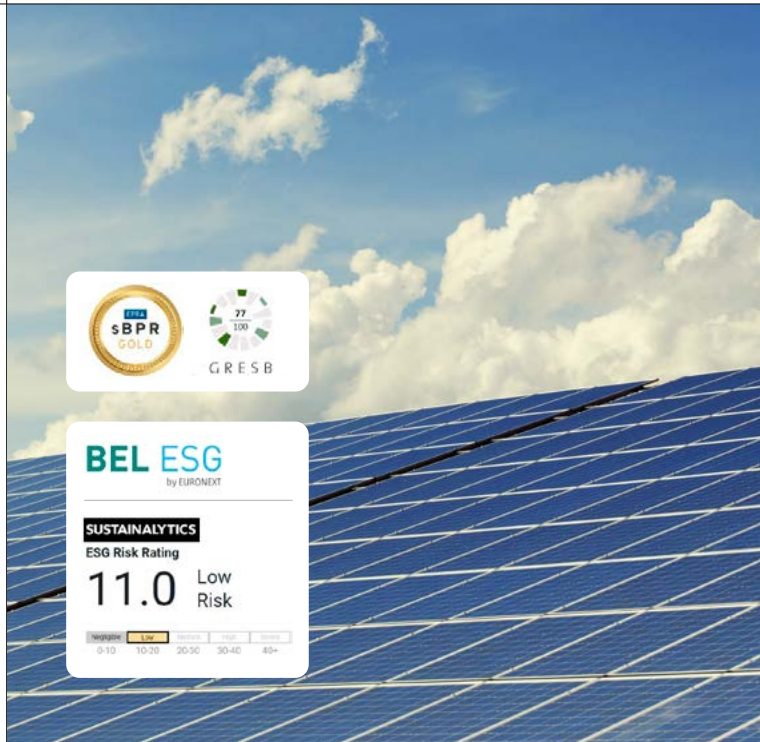 EPRA
sBPR
GOLD
77
100
GRESB
BEL ESG
by EURONEXT
SUSTAINALYTICS
ESG Risk Rating
11.0 Low
Risk
Negligible Low Medium High Severe
0-10 10-20 20-30 30-40 40+